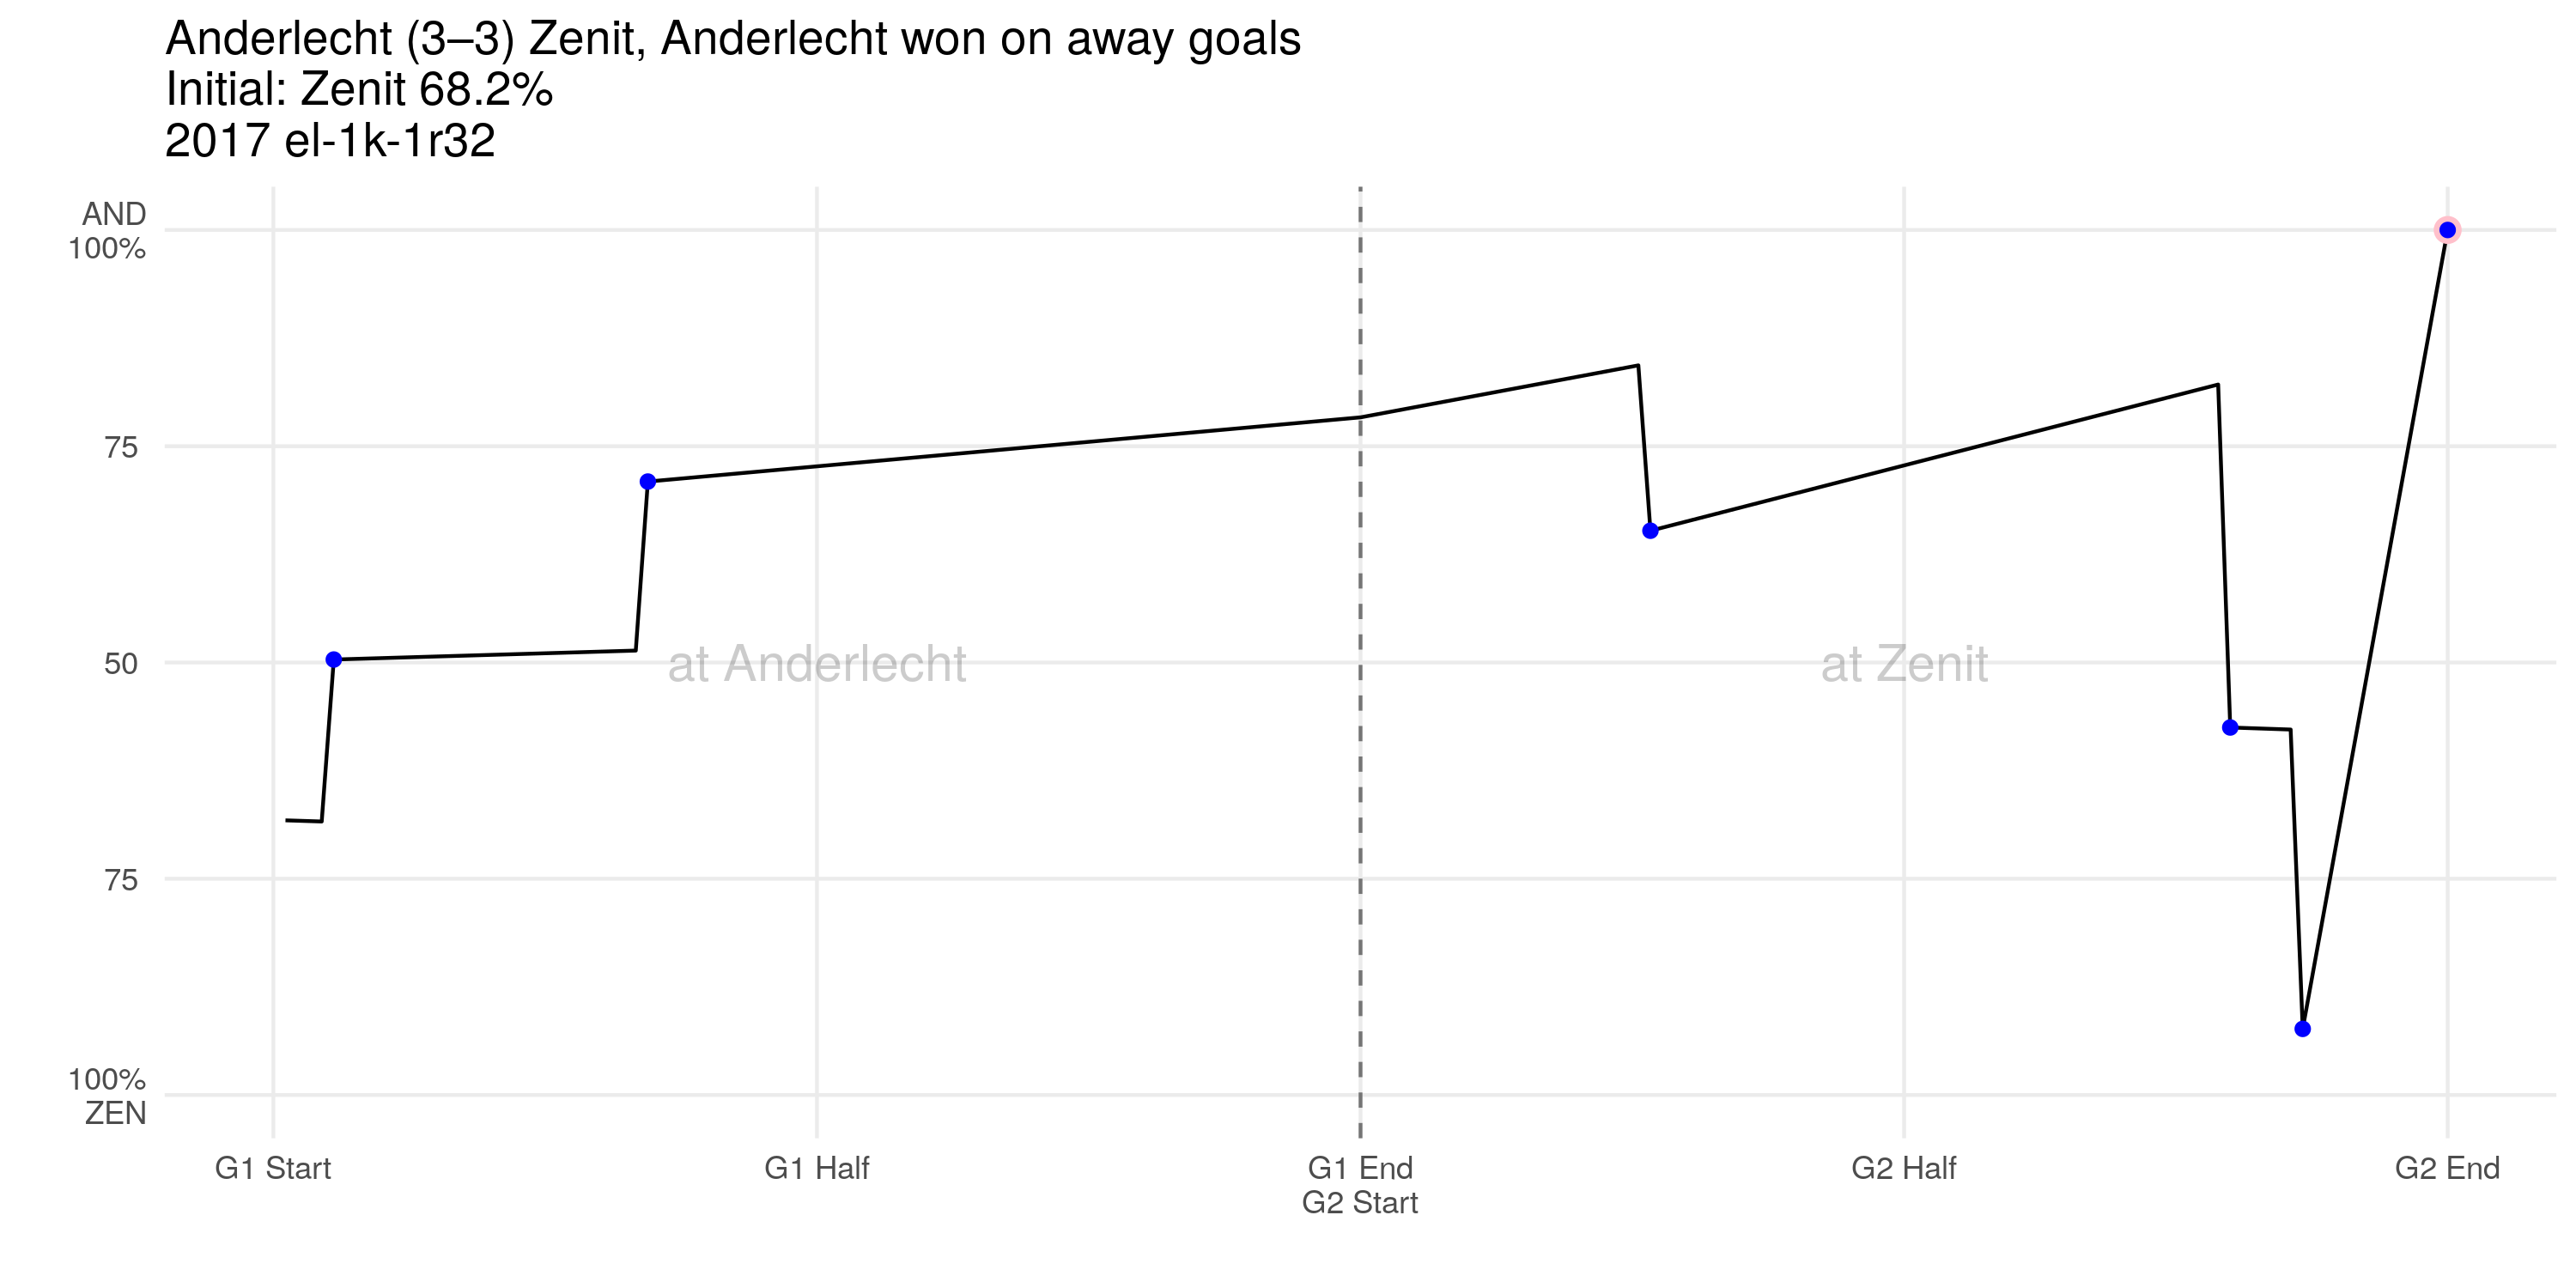 Anderlecht (3–3) Zenit, Anderlecht won on away goals
Initial: Zenit 68.2%
2017 el-1k-1r32
AND
100%
75
50
75
100%
ZEN
at Anderlecht
at Zenit
G1 Start
G1 Half
G1 End
G2 Start
G2 Half
G2 End